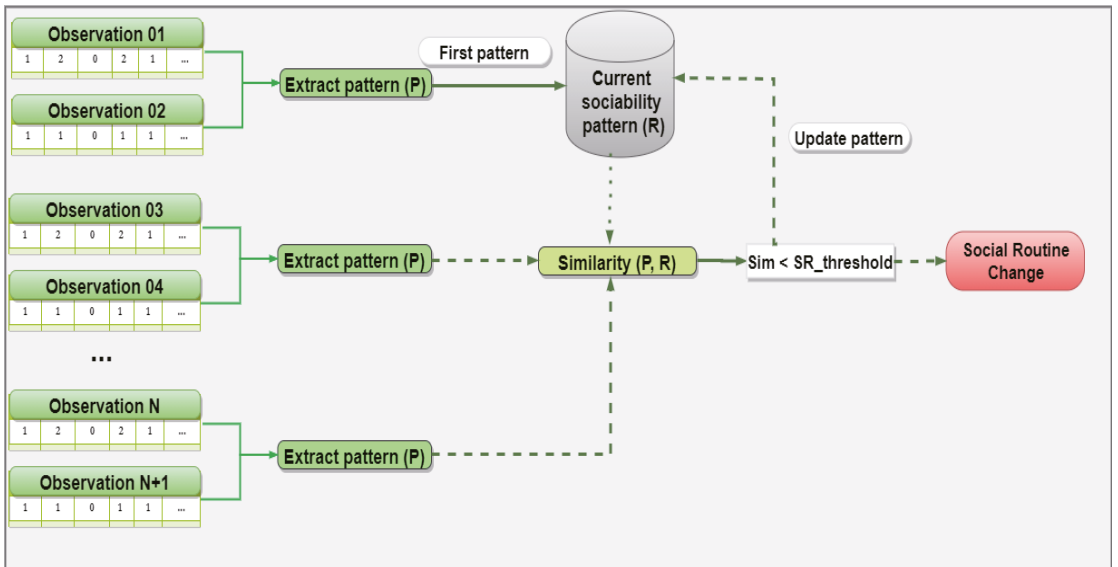 Observation 01
1 2 0 2 1 ...
Observation 02
1 1 0 1 1 ...
Extract pattern (P)
First pattern
Current
sociability
pattern (R)
Update pattern
Observation 03
1 2 0 2 1 ...
Observation 04
1 1 0 1 1 ...
Extract pattern (P)
Similarity (P, R)
Sim < SR_threshold
Social Routine
Change
...
Observation N
1 2 0 2 1 ...
Observation N+1
1 1 0 1 1 ...
Extract pattern (P)